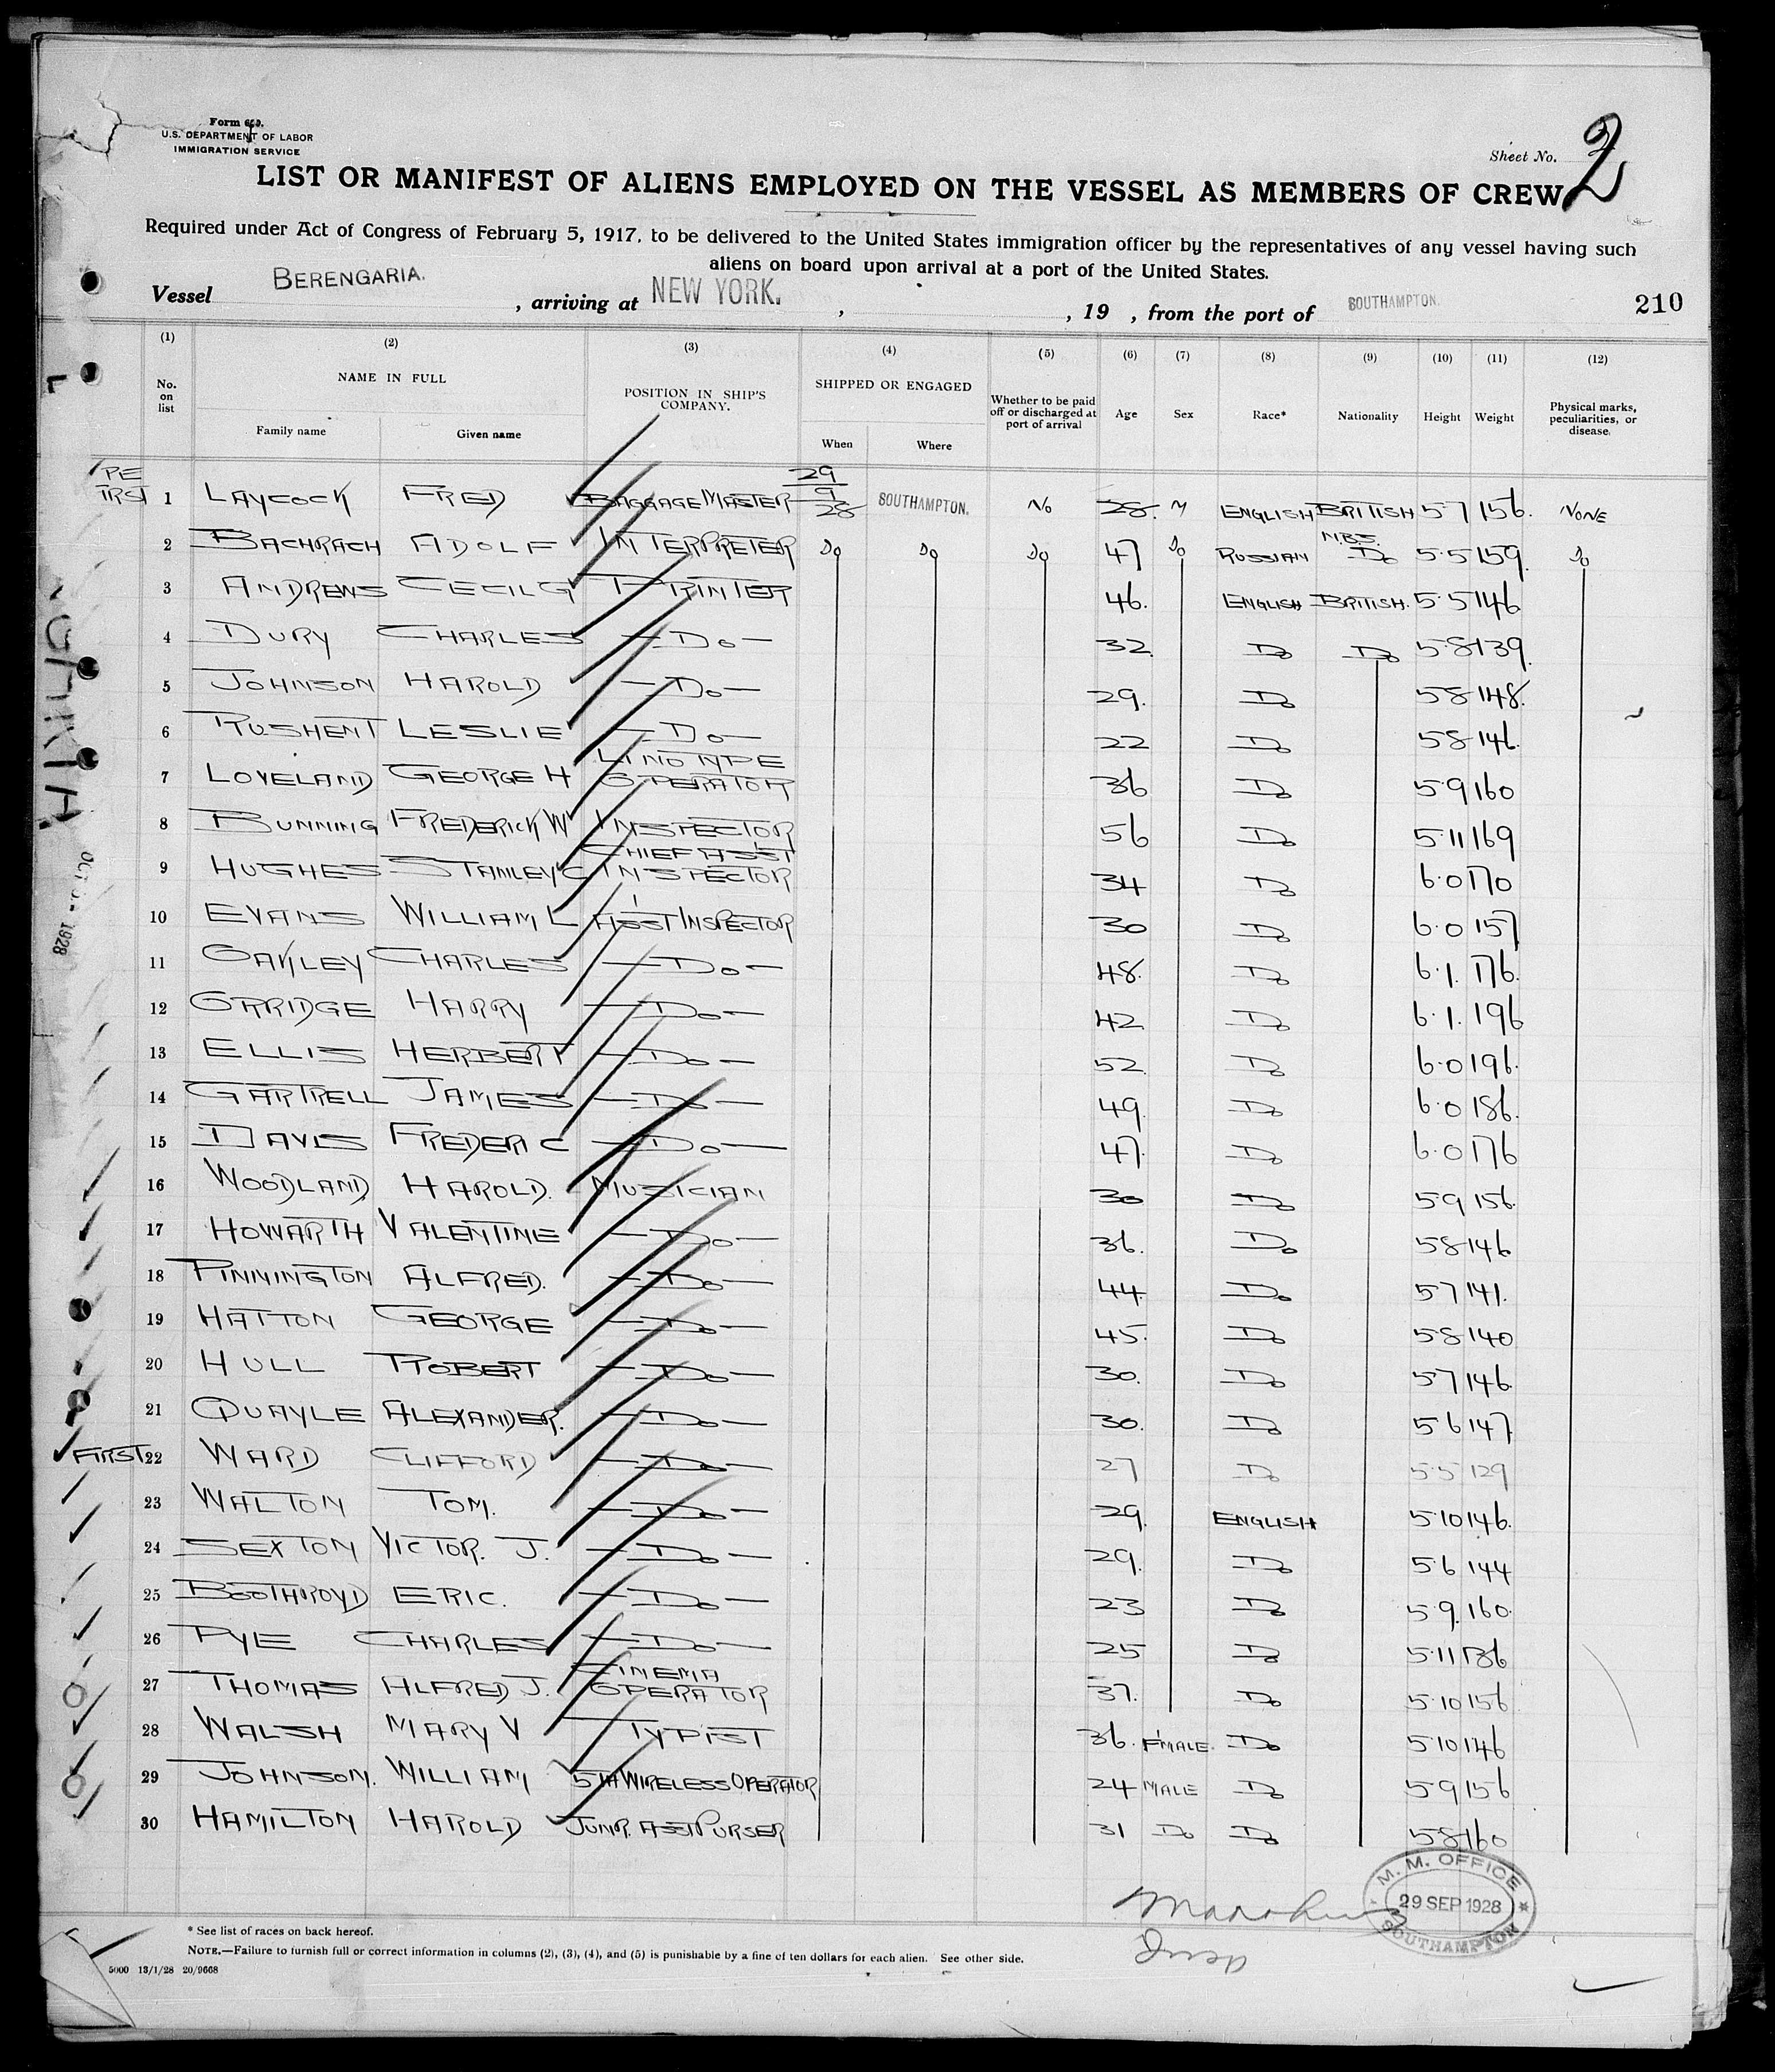 Form 689.
U.S. DEPARTMENT OF LABOR
IMMIGRATION SERVICE
Sheet No. 2
LIST OR MANIFEST OF ALIENS EMPLOYED ON THE VESSEL AS MEMBERS OF CREW
Required under Act of Congress of February 5, 1917, to be delivered to the United States immigration officer by the representatives of any vessel having such
aliens on board upon arrival at a port of the United States.
Vessel BERENGARIA. , arriving at NEW YORK. , , 19 , from the port of SOUTHAMPTON. 210
(1) (2) (3) (4) (5) (6) (7) (8) (9) (10) (11) (12)
No. on list NAME IN FULL POSITION IN SHIP'S COMPANY. SHIPPED OR ENGAGED Whether to be paid off or discharged at port of arrival Age Sex Race* Nationality Height Weight Physical marks, peculiarities, or disease.
Family name Given name When Where
1 LAYCOCK FRED BAGGAGE MASTER 29 9 28 SOUTHAMPTON. No 28. M ENGLISH BRITISH 5 7 156. NONE
2 BACHRACH ADOLF INTERPRETER Do Do Do 47 Do RUSSIAN N.B.S. Do 5·5 159. Do
3 ANDREWS CECIL G PRINTER 46. ENGLISH BRITISH. 5·5 146
4 DURY CHARLES —Do— 32. Do Do 5·8 139.
5 JOHNSON HAROLD —Do— 29. Do 5 8 148.
6 RUSHENT LESLIE —Do— 22 Do 5 8 146.
7 LOVELAND GEORGE H LINOTYPE OPERATOR 36 Do 5·9 160
8 BUNNING FREDERICK W INSPECTOR 56 Do 5·11 169
9 HUGHES STANLEY C CHIEF ASS'T INSPECTOR 34 Do 6·0 170
10 EVANS WILLIAM L ASS'T INSPECTOR 30 Do 6·0 157
11 OAKLEY CHARLES —Do— 48. Do 6·1. 176.
12 ORRIDGE HARRY —Do— 42 Do 6·1. 196
13 ELLIS HERBERT —Do— 52. Do 6·0 196.
14 GARTRELL JAMES —Do— 49. Do 6·0 186.
15 DAVIS FREDERIC —Do— 47. Do 6·0 176
16 WOODLAND HAROLD. MUSICIAN 30 Do 5 9 156.
17 HOWARTH VALENTINE —Do— 36. Do 5 8 146
18 PINNINGTON ALFRED. —Do— 44. Do 5 7 141.
19 HATTON GEORGE —Do— 45. Do 5 8 140
20 HULL ROBERT —Do— 30. Do 5 7 146.
21 QUAYLE ALEXANDER. —Do— 30. Do 5 6 147
FIRST 22 WARD CLIFFORD —Do— 27 Do 5·5 129
23 WALTON TOM. —Do— 29. ENGLISH 5·10 146.
24 SEXTON VICTOR. J. —Do— 29. Do 5·6 144
25 BOOTHROYD ERIC. —Do— 23 Do 5·9. 160.
26 PYE CHARLES —Do— 25 Do 5·11 136
27 THOMAS ALFRED J. CINEMA OPERATOR 37. Do 5·10 156
28 WALSH MARY V TYPIST 36. F'MALE. Do 5·10 146
29 JOHNSON. WILLIAM 5TH WIRELESS OPERATOR 24 MALE Do 5 9 156
30 HAMILTON HAROLD JUNR. ASST PURSER 31 Do Do 5 8 160
M. M. OFFICE
29 SEP 1928
SOUTHAMPTON
Insp
* See list of races on back hereof.
NOTE.—Failure to furnish full or correct information in columns (2), (3), (4), and (5) is punishable by a fine of ten dollars for each alien. See other side.
5000 13/1/28 20/9668